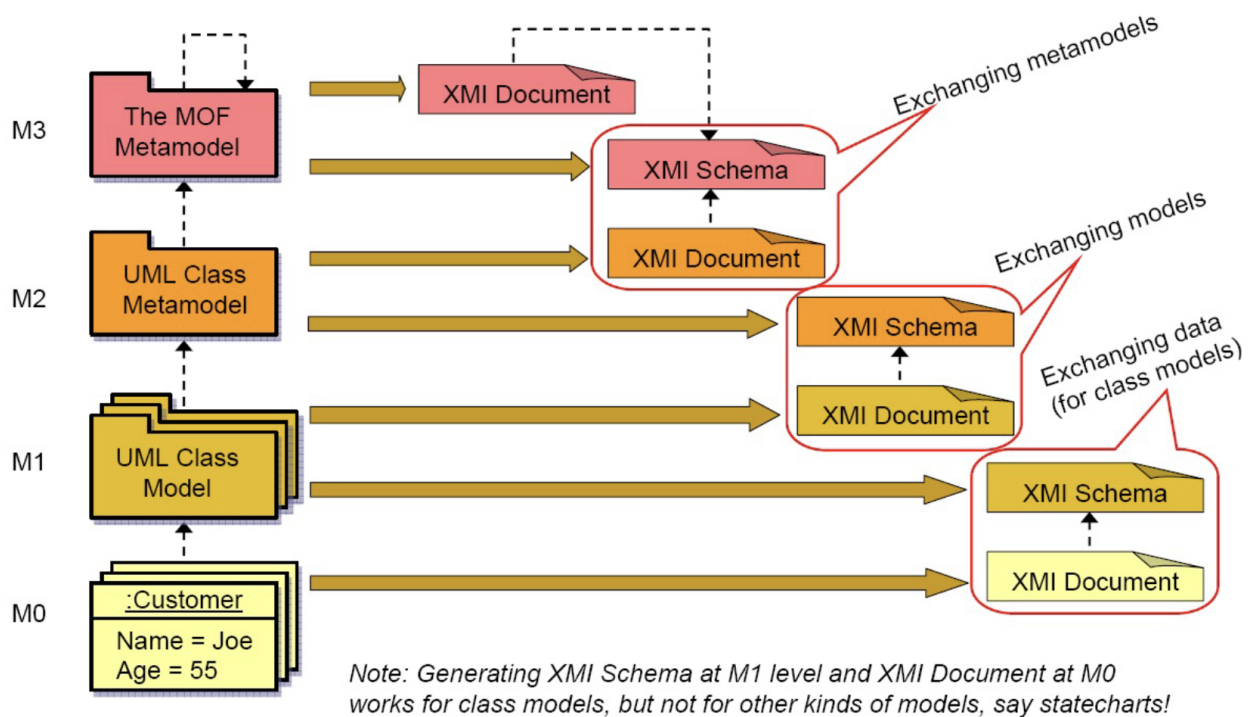 M3
The MOF
Metamodel
XMI Document
XMI Schema
Exchanging metamodels
M2
UML Class
Metamodel
XMI Document
XMI Schema
Exchanging models
M1
UML Class
Model
XMI Document
XMI Schema
Exchanging data
(for class models)
M0
:Customer
Name = Joe
Age = 55
XMI Document
Note: Generating XMI Schema at M1 level and XMI Document at M0
works for class models, but not for other kinds of models, say statecharts!